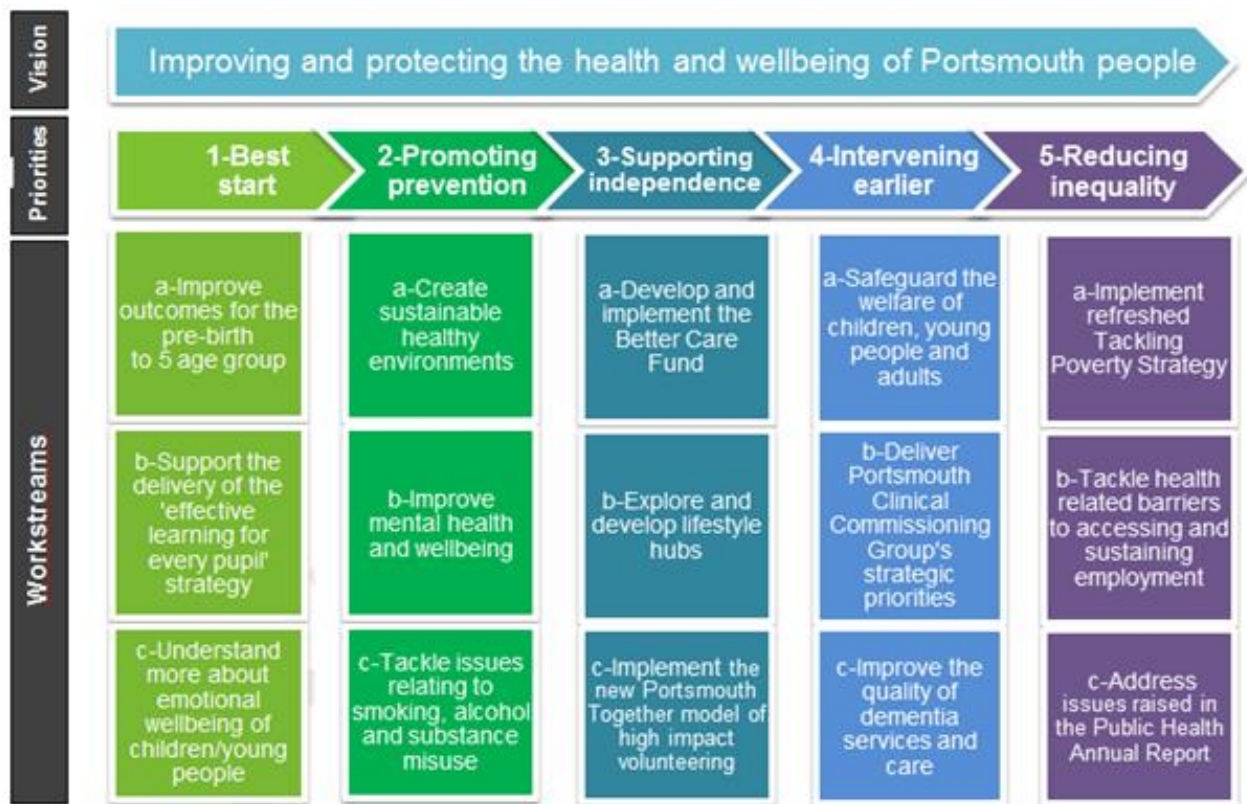 Vision
Improving and protecting the health and wellbeing of Portsmouth people
Priorities
1-Best
start
2-Promoting
prevention
3-Supporting
independence
4-Intervening
earlier
5-Reducing
inequality
Workstreams
a-Improve
outcomes for the
pre-birth
to 5 age group
a-Create
sustainable
healthy
environments
a-Develop and
implement the
Better Care
Fund
a-Safeguard the
welfare of
children, young
people and
adults
a-Implement
refreshed
Tackling
Poverty Strategy
b-Support the
delivery of the
'effective
learning for
every pupil'
strategy
b-Improve
mental health
and wellbeing
b-Explore and
develop lifestyle
hubs
b-Deliver
Portsmouth
Clinical
Commissioning
Group's
strategic
priorities
b-Tackle health
related barriers
to accessing and
sustaining
employment
c-Understand
more about
emotional
wellbeing of
children/young
people
c-Tackle issues
relating to
smoking, alcohol
and substance
misuse
c-Implement the
new Portsmouth
Together model of
high impact
volunteering
c-Improve the
quality of
dementia
services and
care
c-Address
issues raised in
the Public Health
Annual Report